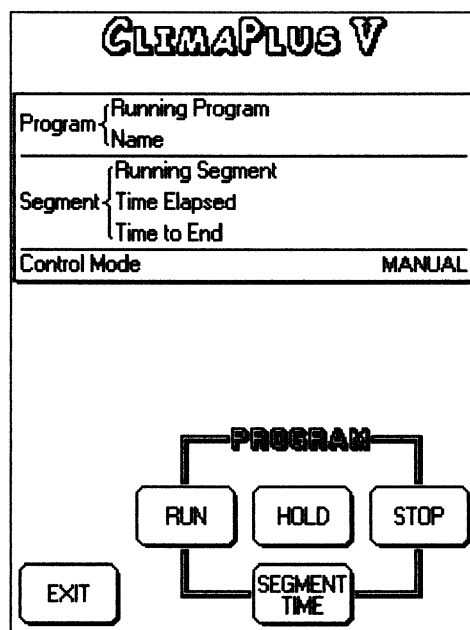 CLIMAPLUS V
Program { Running Program
Name
Segment { Running Segment
Time Elapsed
Time to End
Control Mode MANUAL
PROGRAM
RUN HOLD STOP
EXIT SEGMENT
TIME